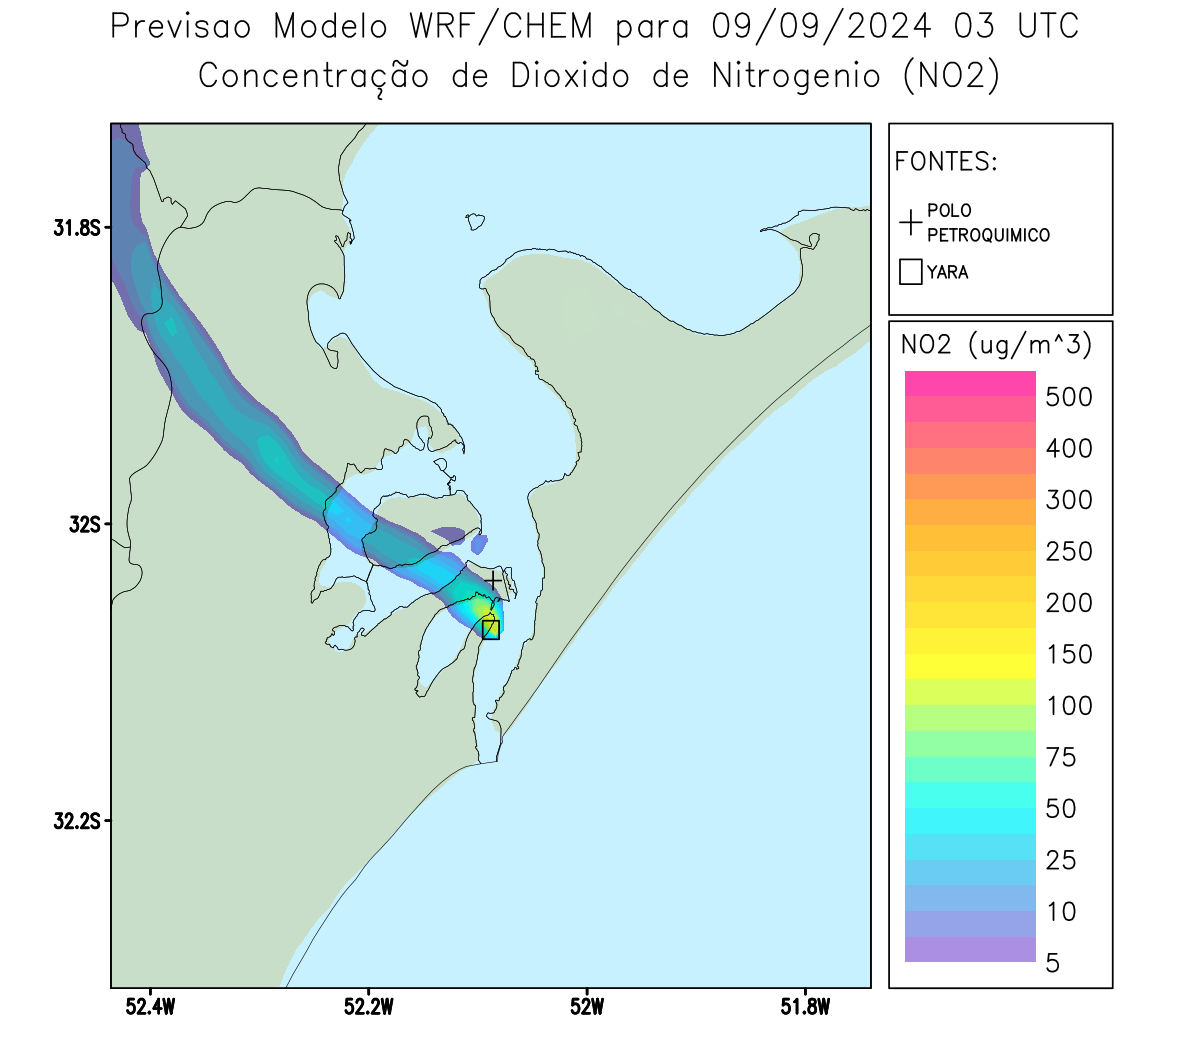 Previsao Modelo WRF/CHEM para 09/09/2024 03 UTC
Concentração de Dioxido de Nitrogenio (NO2)
FONTES:
POLO
PETROQUIMICO
YARA
NO2 (ug/m^3)
500
400
300
250
200
150
100
75
50
25
10
5
31.8S
32S
32.2S
52.4W
52.2W
52W
51.8W